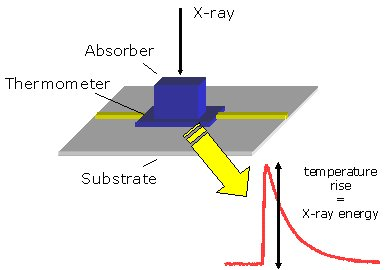 X-ray
Absorber
Thermometer
Substrate
temperature
rise
=
X-ray energy